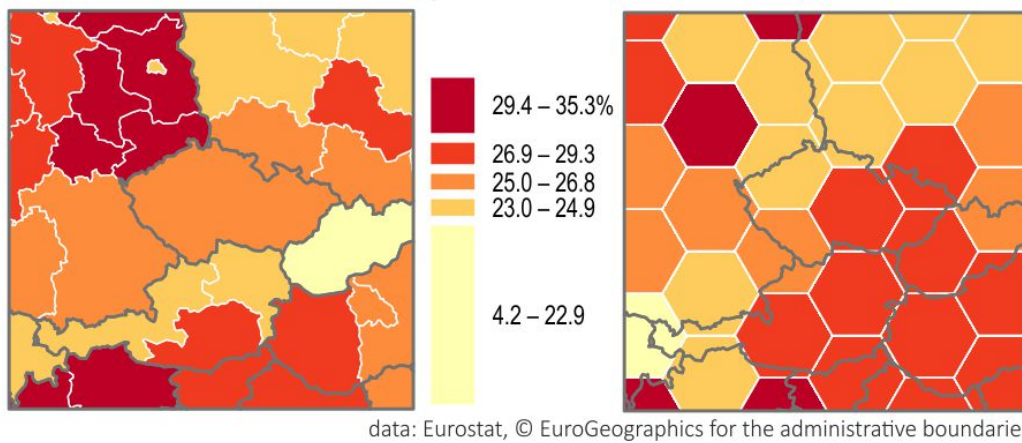 29.4 – 35.3%
26.9 – 29.3
25.0 – 26.8
23.0 – 24.9
4.2 – 22.9
data: Eurostat, © EuroGeographics for the administrative boundarie